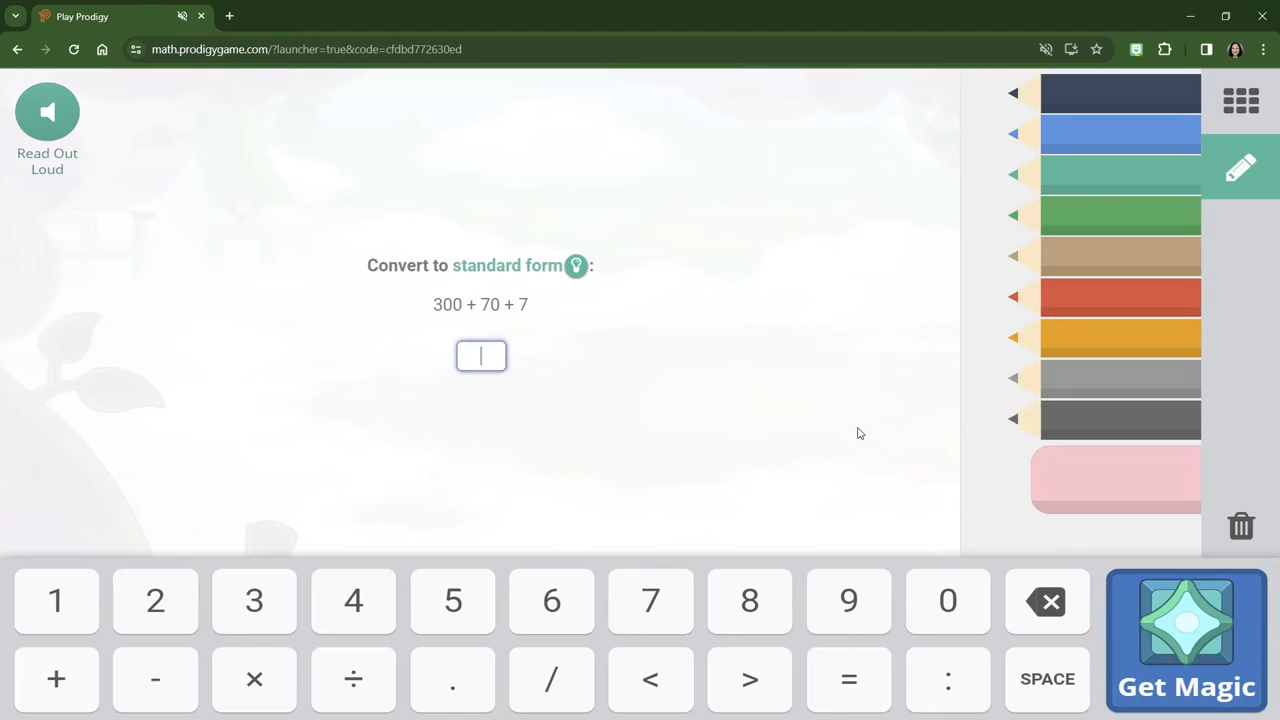 Play Prodigy
math.prodigygame.com/?launcher=true&code=cfdbd772630ed
Read Out
Loud
Convert to standard form:
300 + 70 + 7
1 2 3 4 5 6 7 8 9 0
+ - × ÷ . / < > = : SPACE
Get Magic